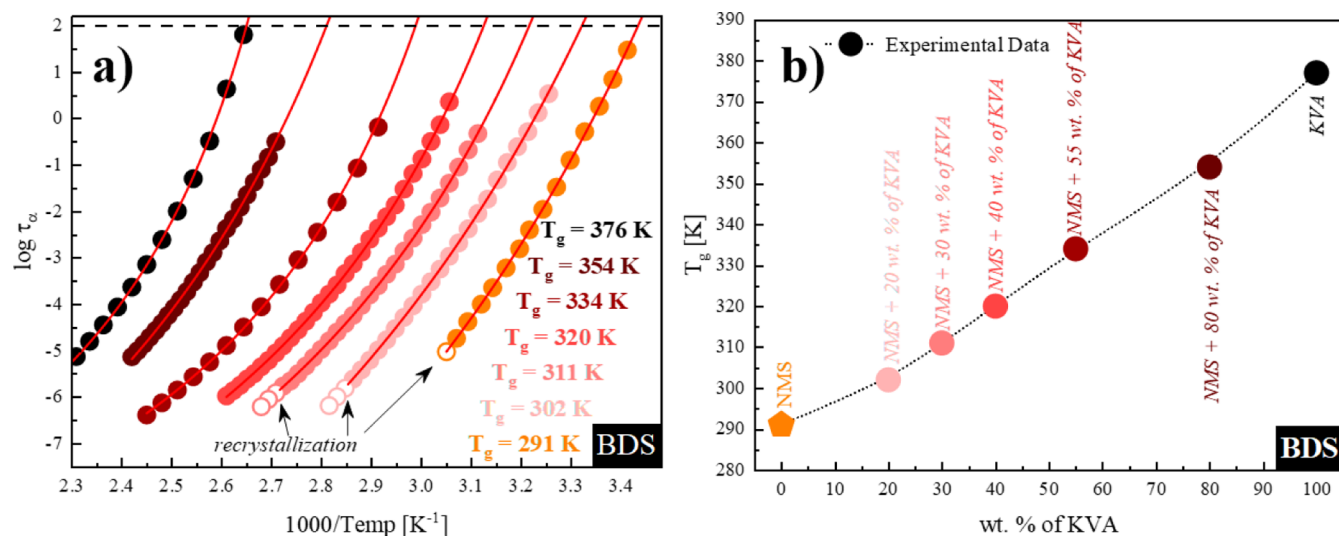 a)
log τα
2
1
0
-1
-2
-3
-4
-5
-6
-7
Tg = 376 K
Tg = 354 K
Tg = 334 K
Tg = 320 K
Tg = 311 K
Tg = 302 K
Tg = 291 K
recrystallization
BDS
2.3 2.4 2.5 2.6 2.7 2.8 2.9 3.0 3.1 3.2 3.3 3.4
1000/Temp [K-1]
b)
Experimental Data
Tg [K]
390
380
370
360
350
340
330
320
310
300
290
280
NMS
NMS + 20 wt. % of KVA
NMS + 30 wt. % of KVA
NMS + 40 wt. % of KVA
NMS + 55 wt. % of KVA
NMS + 80 wt. % of KVA
KVA
BDS
0 10 20 30 40 50 60 70 80 90 100
wt. % of KVA